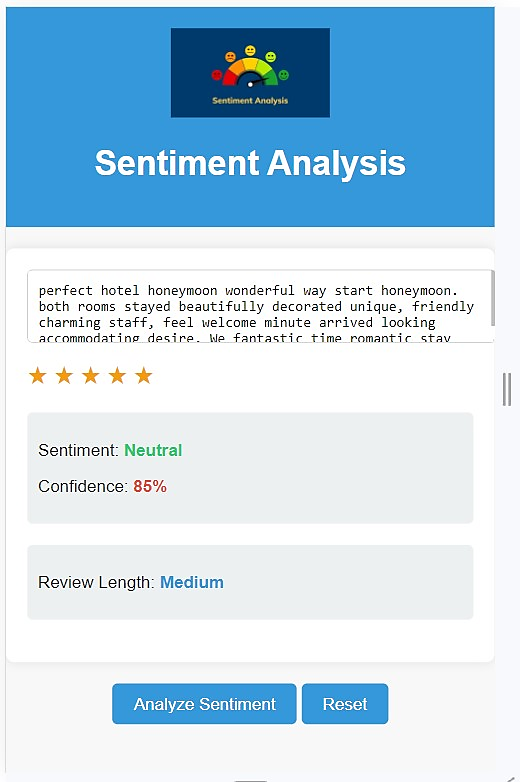 Sentiment Analysis
Sentiment Analysis
perfect hotel honeymoon wonderful way start honeymoon.
both rooms stayed beautifully decorated unique, friendly
charming staff, feel welcome minute arrived looking
accommodating desire. We fantastic time romantic stay
Sentiment: Neutral
Confidence: 85%
Review Length: Medium
Analyze Sentiment Reset